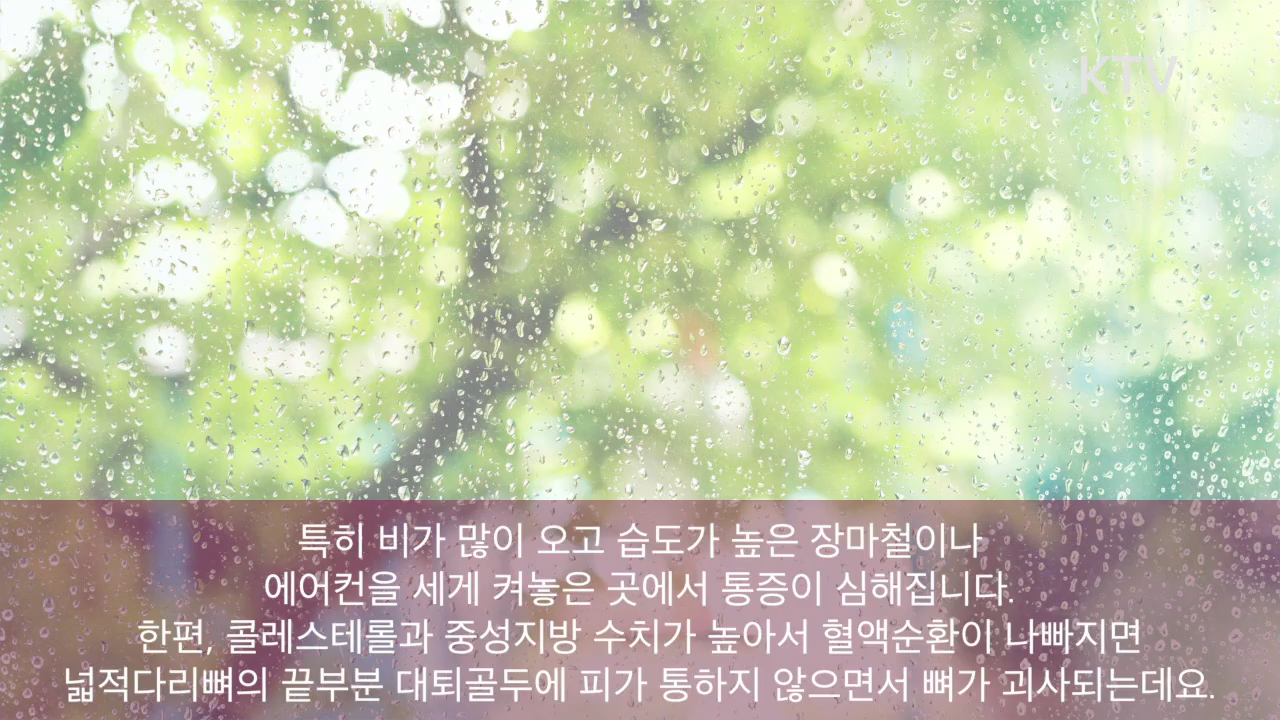 KTV
특히 비가 많이 오고 습도가 높은 장마철이나
에어컨을 세게 켜놓은 곳에서 통증이 심해집니다.
한편, 콜레스테롤과 중성지방 수치가 높아서 혈액순환이 나빠지면
넓적다리뼈의 끝부분 대퇴골두에 피가 통하지 않으면서 뼈가 괴사되는데요.